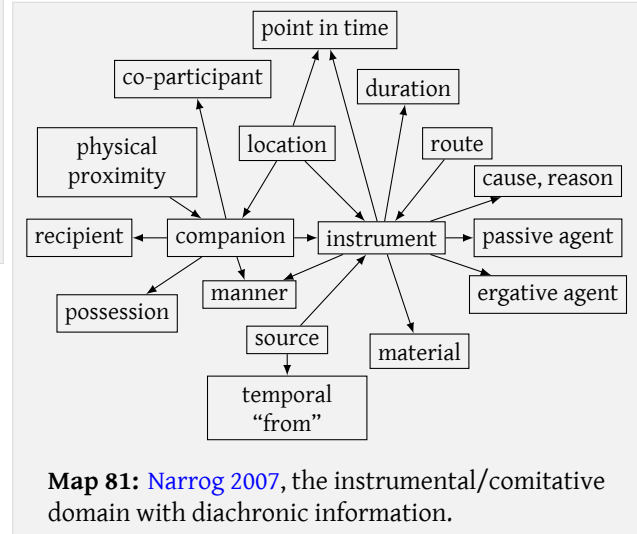 point in time
co-participant
duration
location
route
physical
proximity
cause, reason
recipient
companion
instrument
passive agent
manner
ergative agent
possession
source
material
temporal
“from”
Map 81: Narrog 2007, the instrumental/comitative
domain with diachronic information.